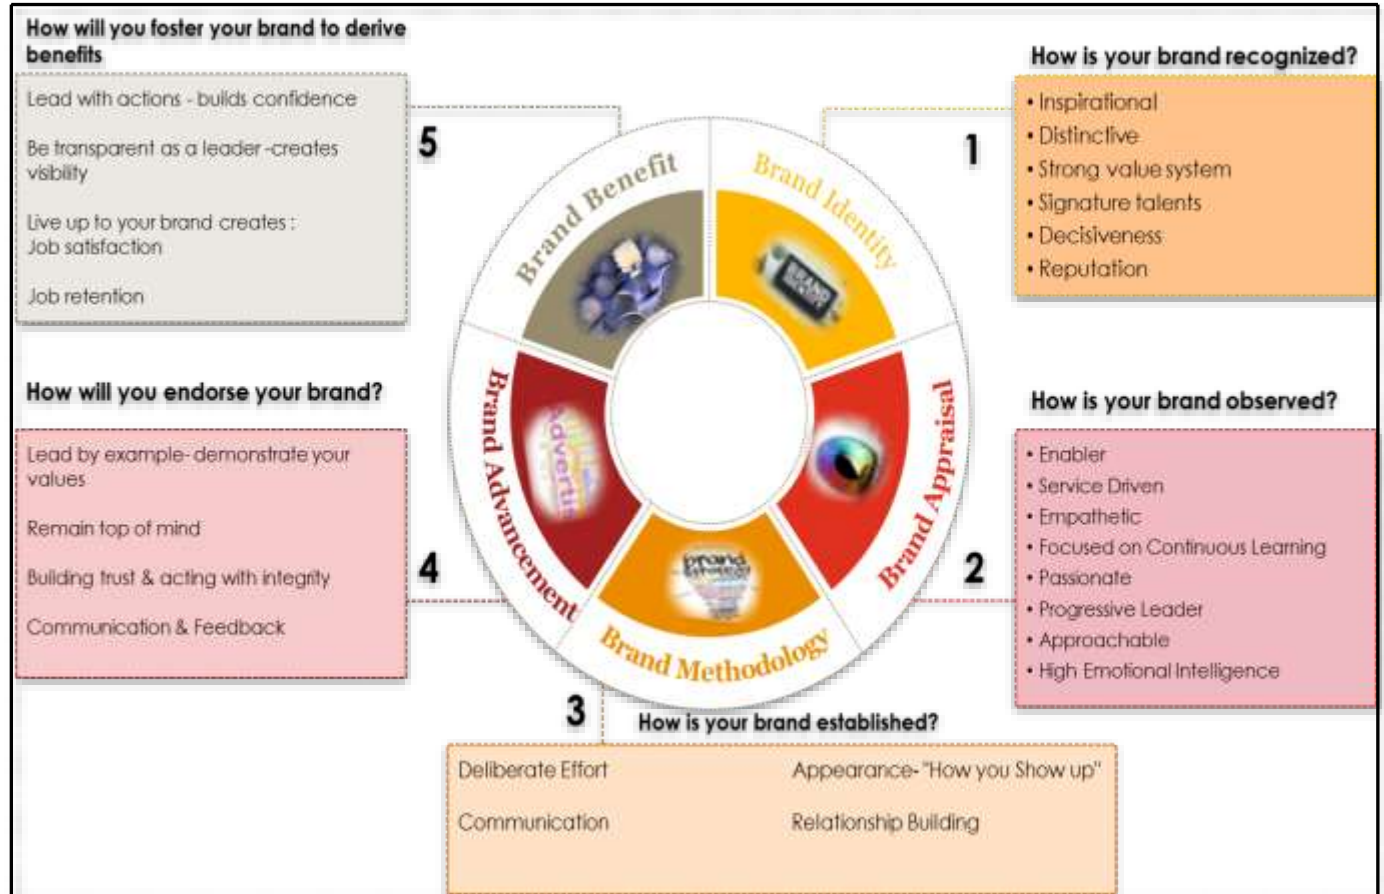 How will you foster your brand to derive
benefits
Lead with actions - builds confidence
Be transparent as a leader -creates
visibility
Live up to your brand creates :
Job satisfaction
Job retention
5
How is your brand recognized?
• Inspirational
• Distinctive
• Strong value system
• Signature talents
• Decisiveness
• Reputation
1
Brand Benefit
Brand Identity
BRAND
How will you endorse your brand?
Lead by example- demonstrate your
values
Remain top of mind
Building trust & acting with integrity
Communication & Feedback
4
Brand Advancement
Advertis
Brand Appraisal
How is your brand observed?
• Enabler
• Service Driven
• Empathetic
• Focused on Continuous Learning
• Passionate
• Progressive Leader
• Approachable
• High Emotional Intelligence
2
brand
Brand Methodology
3
How is your brand established?
Deliberate Effort
Appearance- "How you Show up"
Communication
Relationship Building